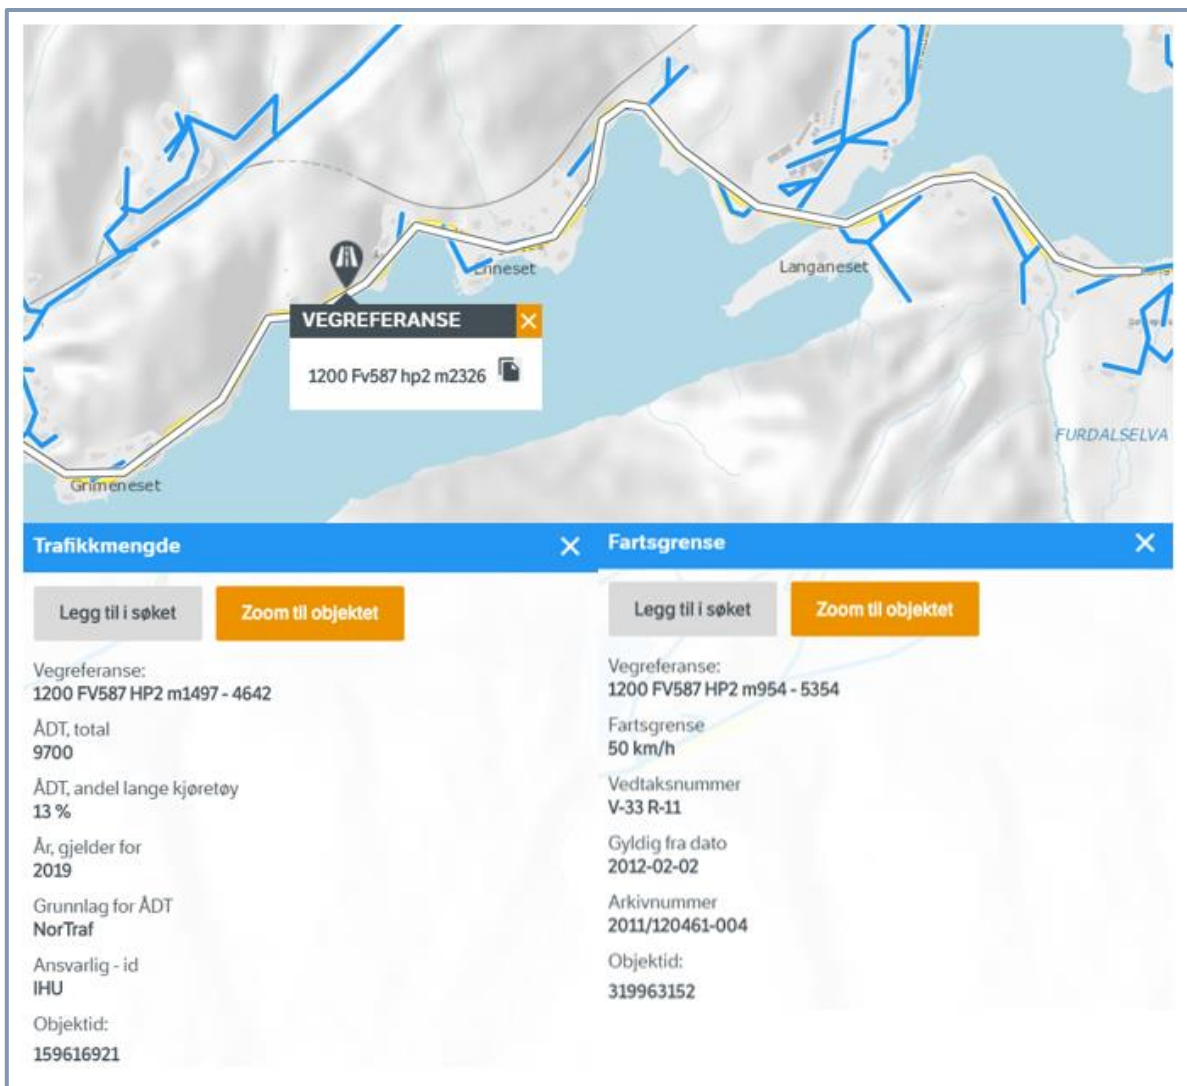 Enneset
Langaneset
VEGREFERANSE
1200 Fv587 hp2 m2326
FURDALSELVA
Grimeneset
Trafikkmengde
Legg til i søket
Zoom til objektet
Vegreferanse:
1200 FV587 HP2 m1497 - 4642
ÅDT, total
9700
ÅDT, andel lange kjøretøy
13 %
År, gjelder for
2019
Grunnlag for ÅDT
NorTraf
Ansvarlig - id
IHU
Objektid:
159616921
Fartsgrense
Legg til i søket
Zoom til objektet
Vegreferanse:
1200 FV587 HP2 m954 - 5354
Fartsgrense
50 km/h
Vedtaksnummer
V-33 R-11
Gyldig fra dato
2012-02-02
Arkivnummer
2011/120461-004
Objektid:
319963152